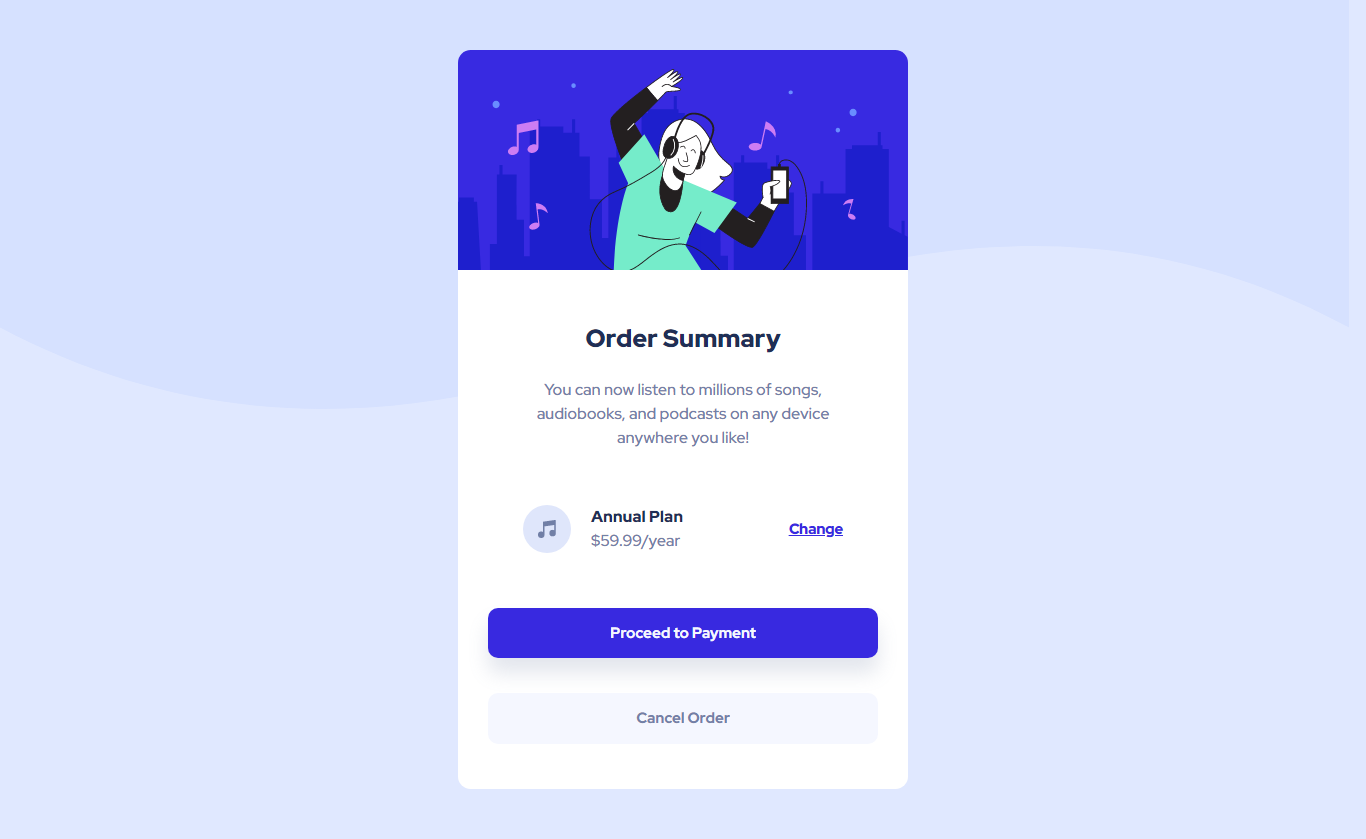 Order Summary
You can now listen to millions of songs,
audiobooks, and podcasts on any device
anywhere you like!
Annual Plan
$59.99/year
Change
Proceed to Payment
Cancel Order